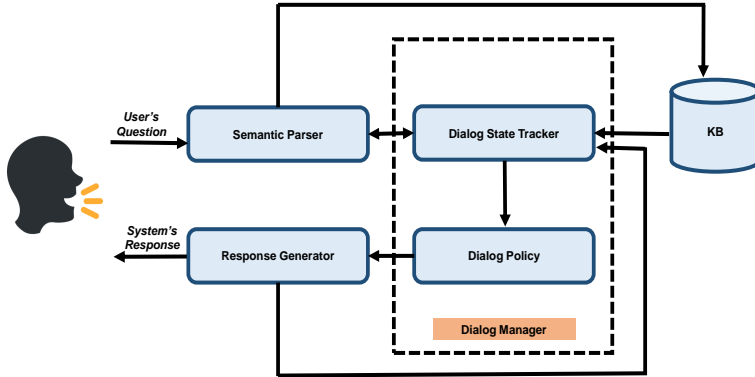 User's
Question
Semantic Parser
Dialog State Tracker
KB
System's
Response
Response Generator
Dialog Policy
Dialog Manager